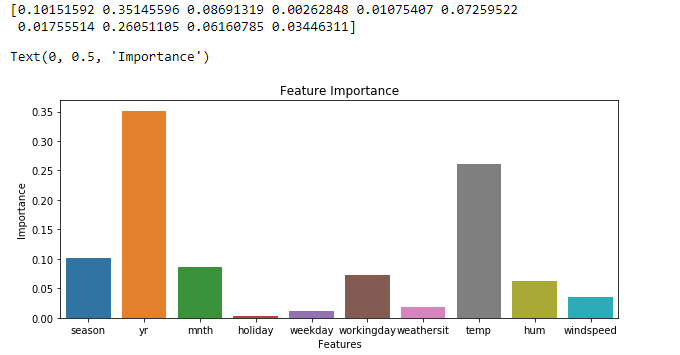 [0.10151592 0.35145596 0.08691319 0.00262848 0.01075407 0.07259522
0.01755514 0.26051105 0.06160785 0.03446311]
Text(0, 0.5, 'Importance')
Feature Importance
0.35
0.30
0.25
0.20
0.15
0.10
0.05
0.00
Importance
season yr mnth holiday weekday workingday weathersit temp hum windspeed
Features